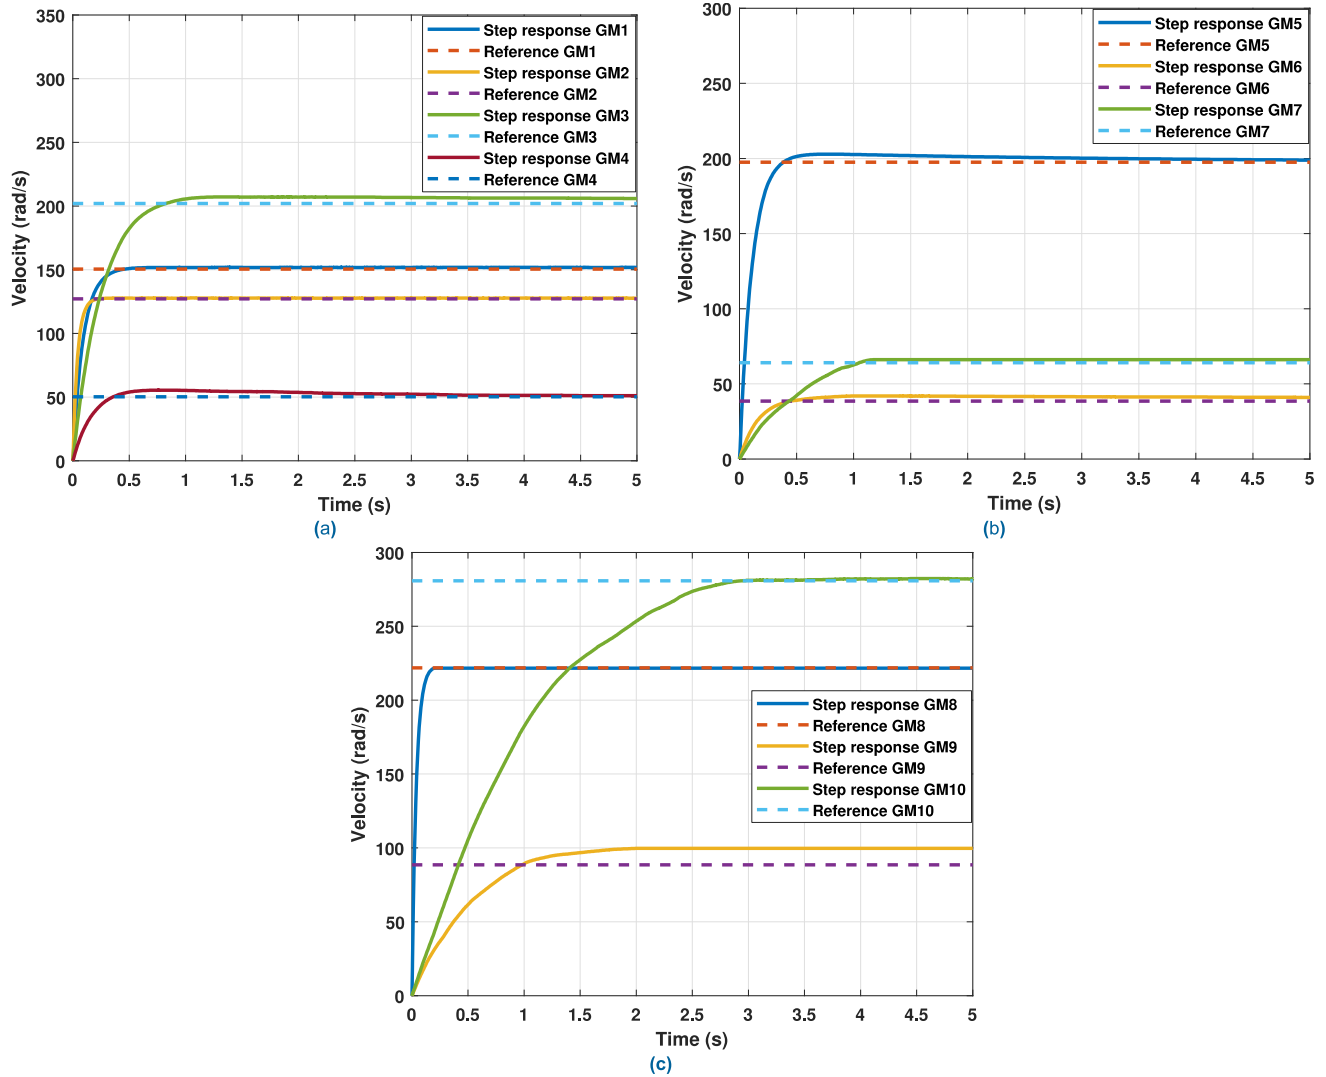 350
300
250
200
150
100
50
0
Velocity (rad/s)
Step response GM1
Reference GM1
Step response GM2
Reference GM2
Step response GM3
Reference GM3
Step response GM4
Reference GM4
0 0.5 1 1.5 2 2.5 3 3.5 4 4.5 5
Time (s)
(a)
300
250
200
150
100
50
0
Velocity (rad/s)
Step response GM5
Reference GM5
Step response GM6
Reference GM6
Step response GM7
Reference GM7
0 0.5 1 1.5 2 2.5 3 3.5 4 4.5 5
Time (s)
(b)
300
250
200
150
100
50
0
Velocity (rad/s)
Step response GM8
Reference GM8
Step response GM9
Reference GM9
Step response GM10
Reference GM10
0 0.5 1 1.5 2 2.5 3 3.5 4 4.5 5
Time (s)
(c)